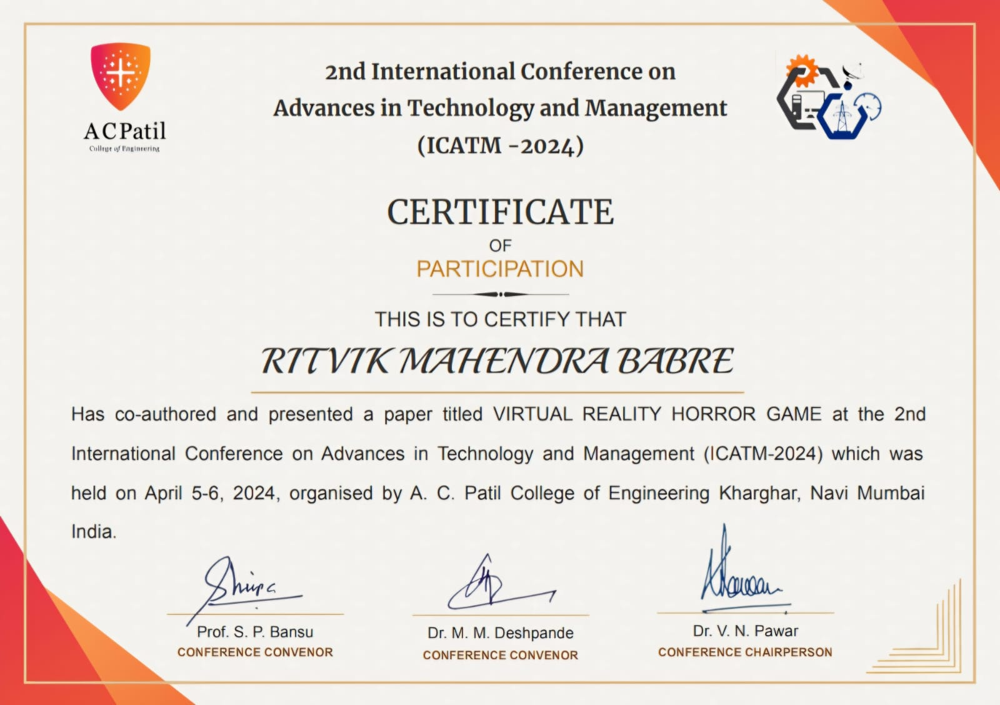 2nd International Conference on
Advances in Technology and Management
(ICATM -2024)
A C Patil
College of Engineering
CERTIFICATE
OF
PARTICIPATION
THIS IS TO CERTIFY THAT
RITVIK MAHENDRA BABRE
Has co-authored and presented a paper titled VIRTUAL REALITY HORROR GAME at the 2nd
International Conference on Advances in Technology and Management (ICATM-2024) which was
held on April 5-6, 2024, organised by A. C. Patil College of Engineering Kharghar, Navi Mumbai
India.
Prof. S. P. Bansu
CONFERENCE CONVENOR
Dr. M. M. Deshpande
CONFERENCE CONVENOR
Dr. V. N. Pawar
CONFERENCE CHAIRPERSON